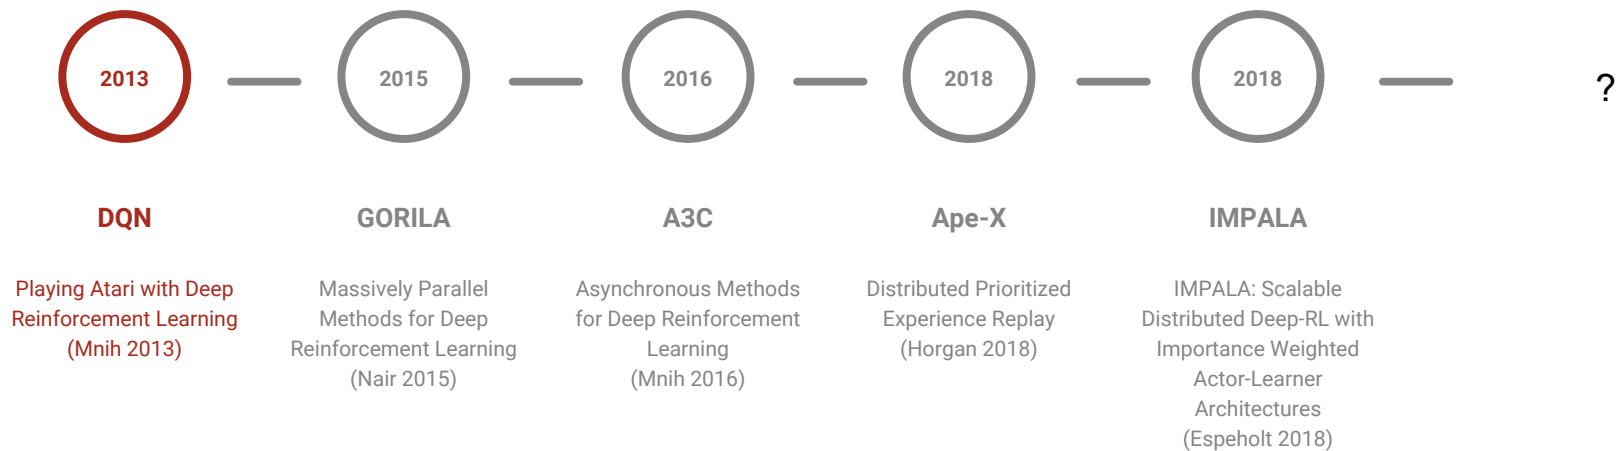 2013
2015
2016
2018
2018
?
DQN
GORILA
A3C
Ape-X
IMPALA
Playing Atari with Deep
Reinforcement Learning
(Mnih 2013)
Massively Parallel
Methods for Deep
Reinforcement Learning
(Nair 2015)
Asynchronous Methods
for Deep Reinforcement
Learning
(Mnih 2016)
Distributed Prioritized
Experience Replay
(Horgan 2018)
IMPALA: Scalable
Distributed Deep-RL with
Importance Weighted
Actor-Learner
Architectures
(Espeholt 2018)